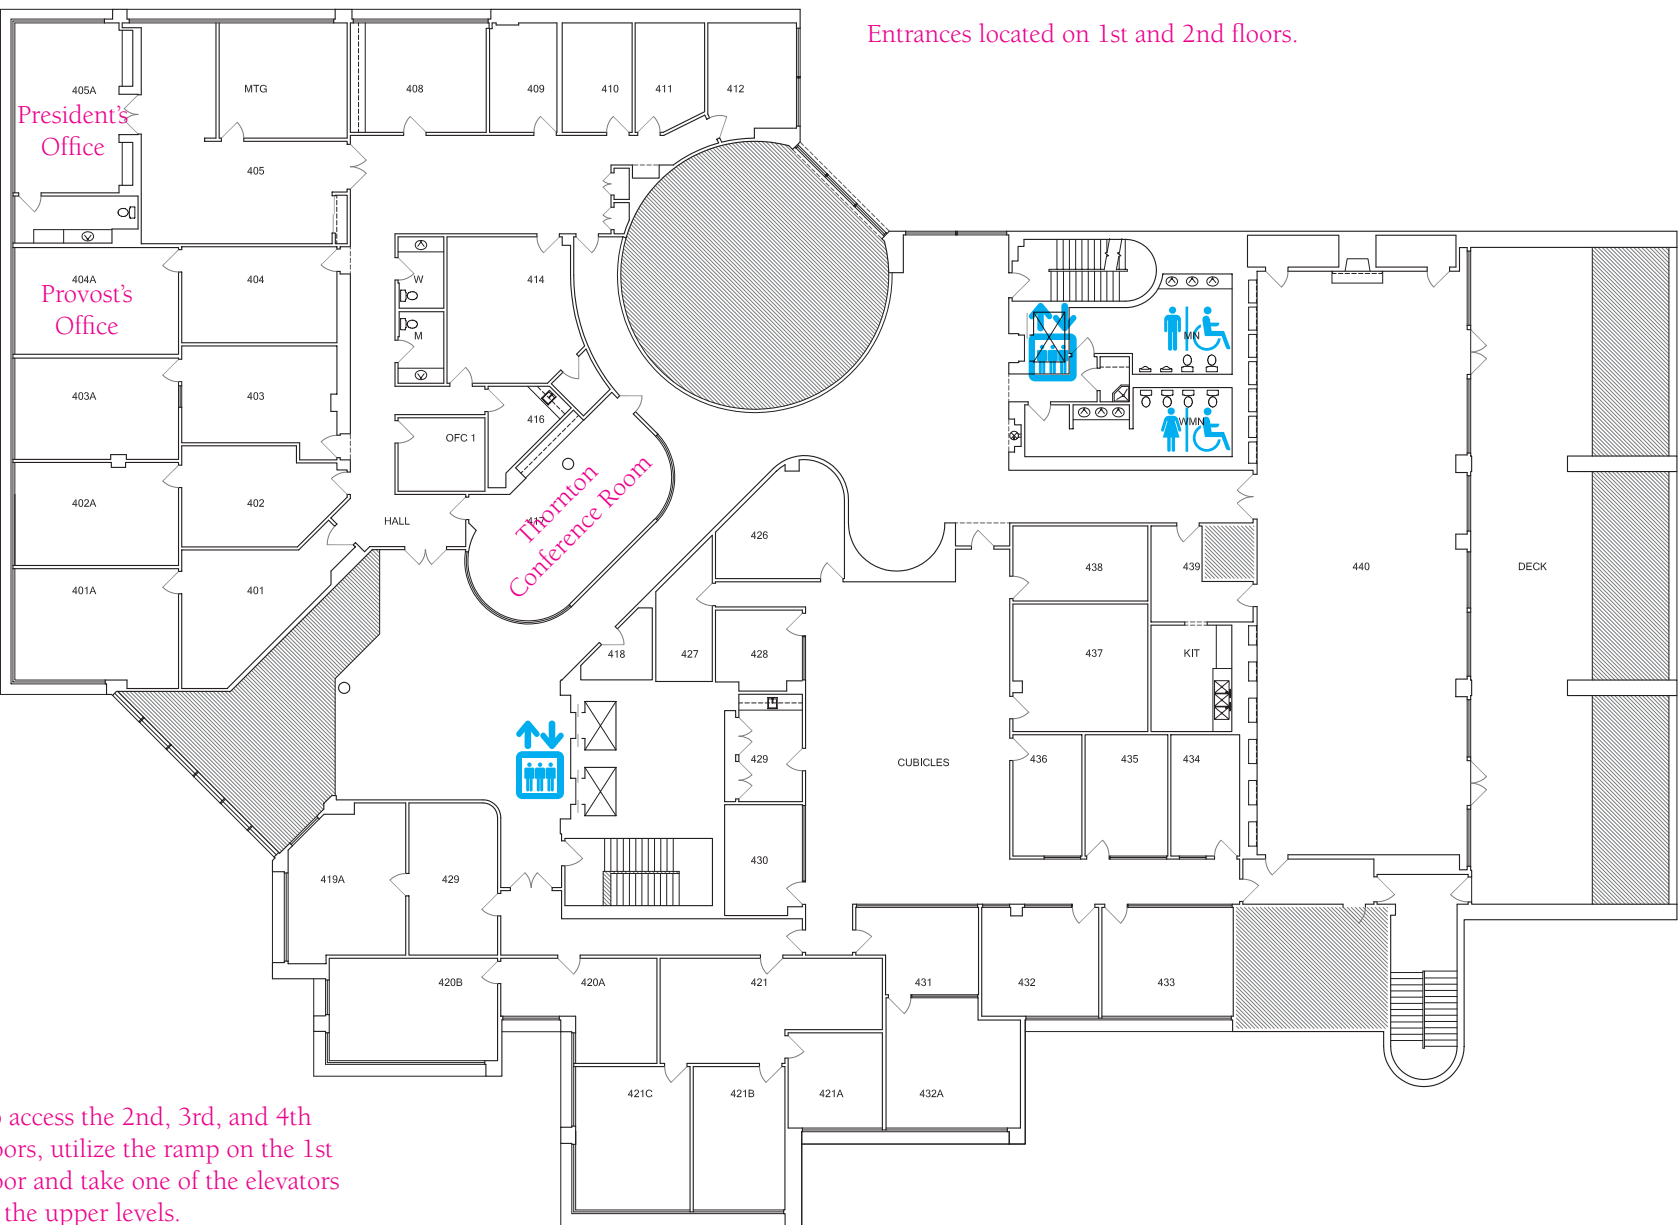 Entrances located on 1st and 2nd floors.
405A
President's
Office
MTG
408
409
410
411
412
405
404A
Provost's
Office
404
W
414
M
MN
403A
403
416
OFC 1
WMN
417
Thornton
Conference Room
402A
402
HALL
426
438
439
440
DECK
401A
401
418
427
428
437
KIT
429
CUBICLES
436
435
434
419A
429
430
420B
420A
421
431
432
433
421C
421B
421A
432A
access the 2nd, 3rd, and 4th
utilize the ramp on the 1st
and take one of the elevators
the upper levels.